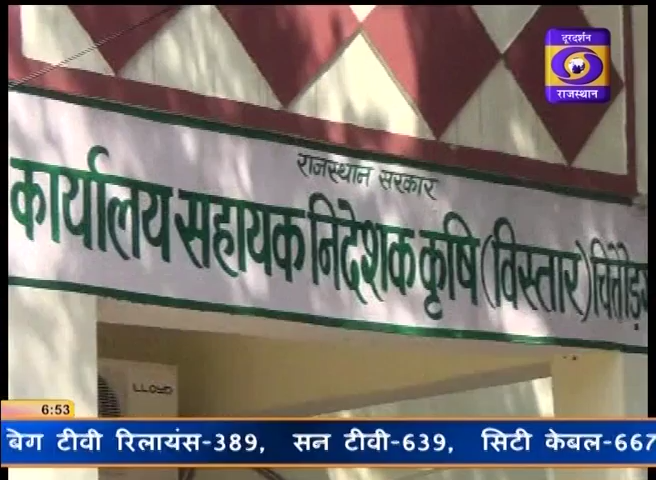 दूरदर्शन
राजस्थान
राजस्थान सरकार
कार्यालय सहायक निदेशक कृषि (विस्तार)
LLOYD
6:53
बेग टीवी रिलायंस-389, सन टीवी-639, सिटी केबल-667